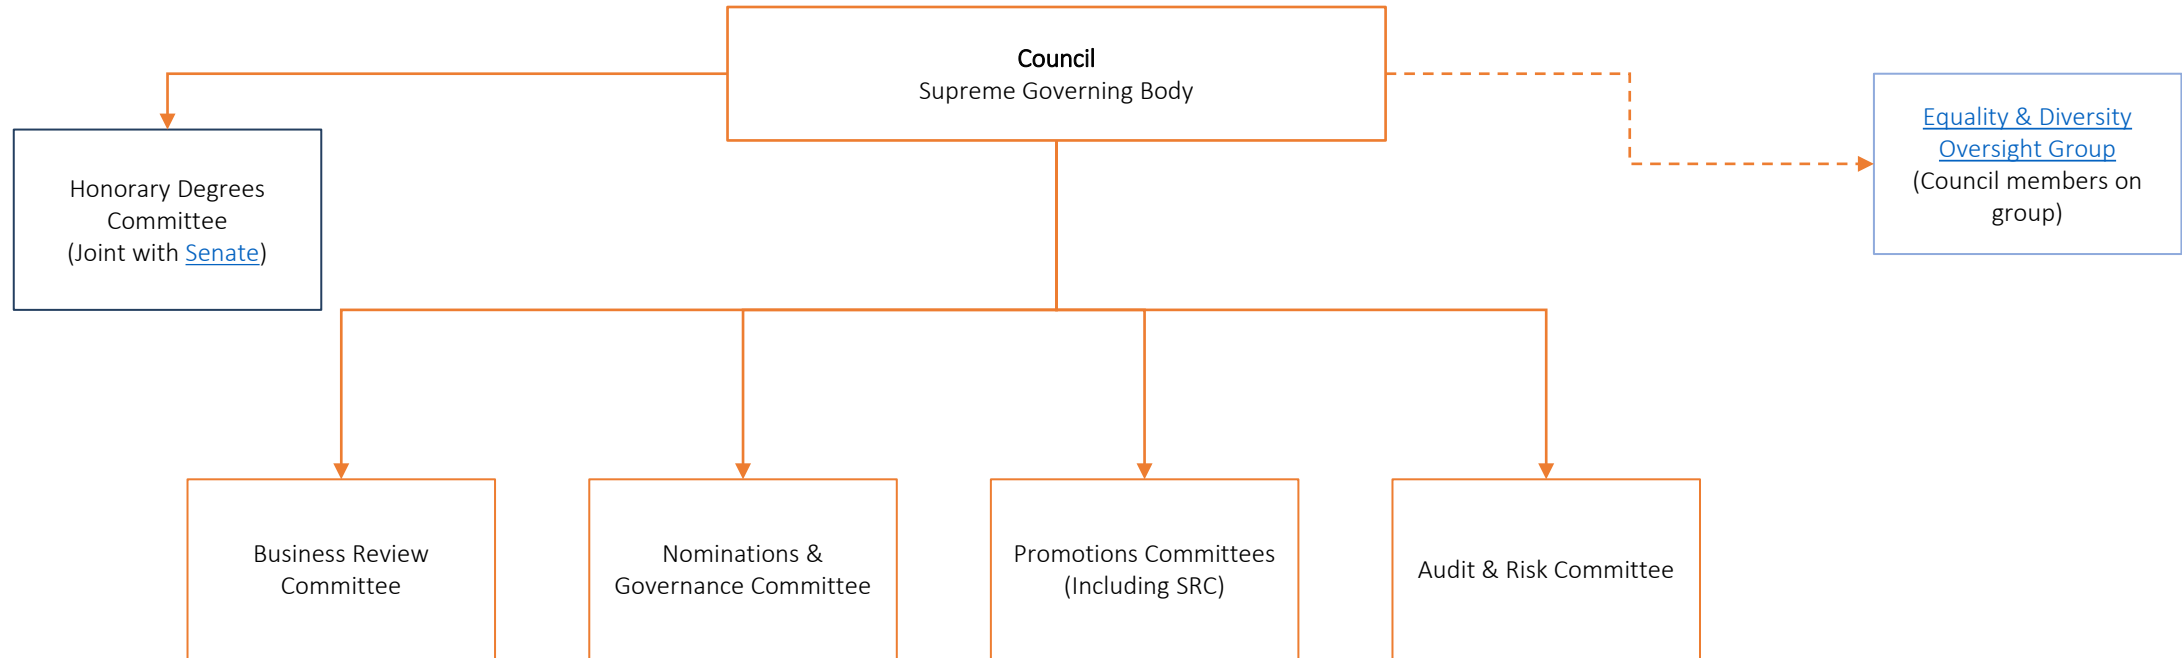 Council
Supreme Governing Body
Equality & Diversity
Oversight Group
(Council members on
group)
Honorary Degrees
Committee
(Joint with Senate)
Business Review
Committee
Nominations &
Governance Committee
Promotions Committees
(Including SRC)
Audit & Risk Committee